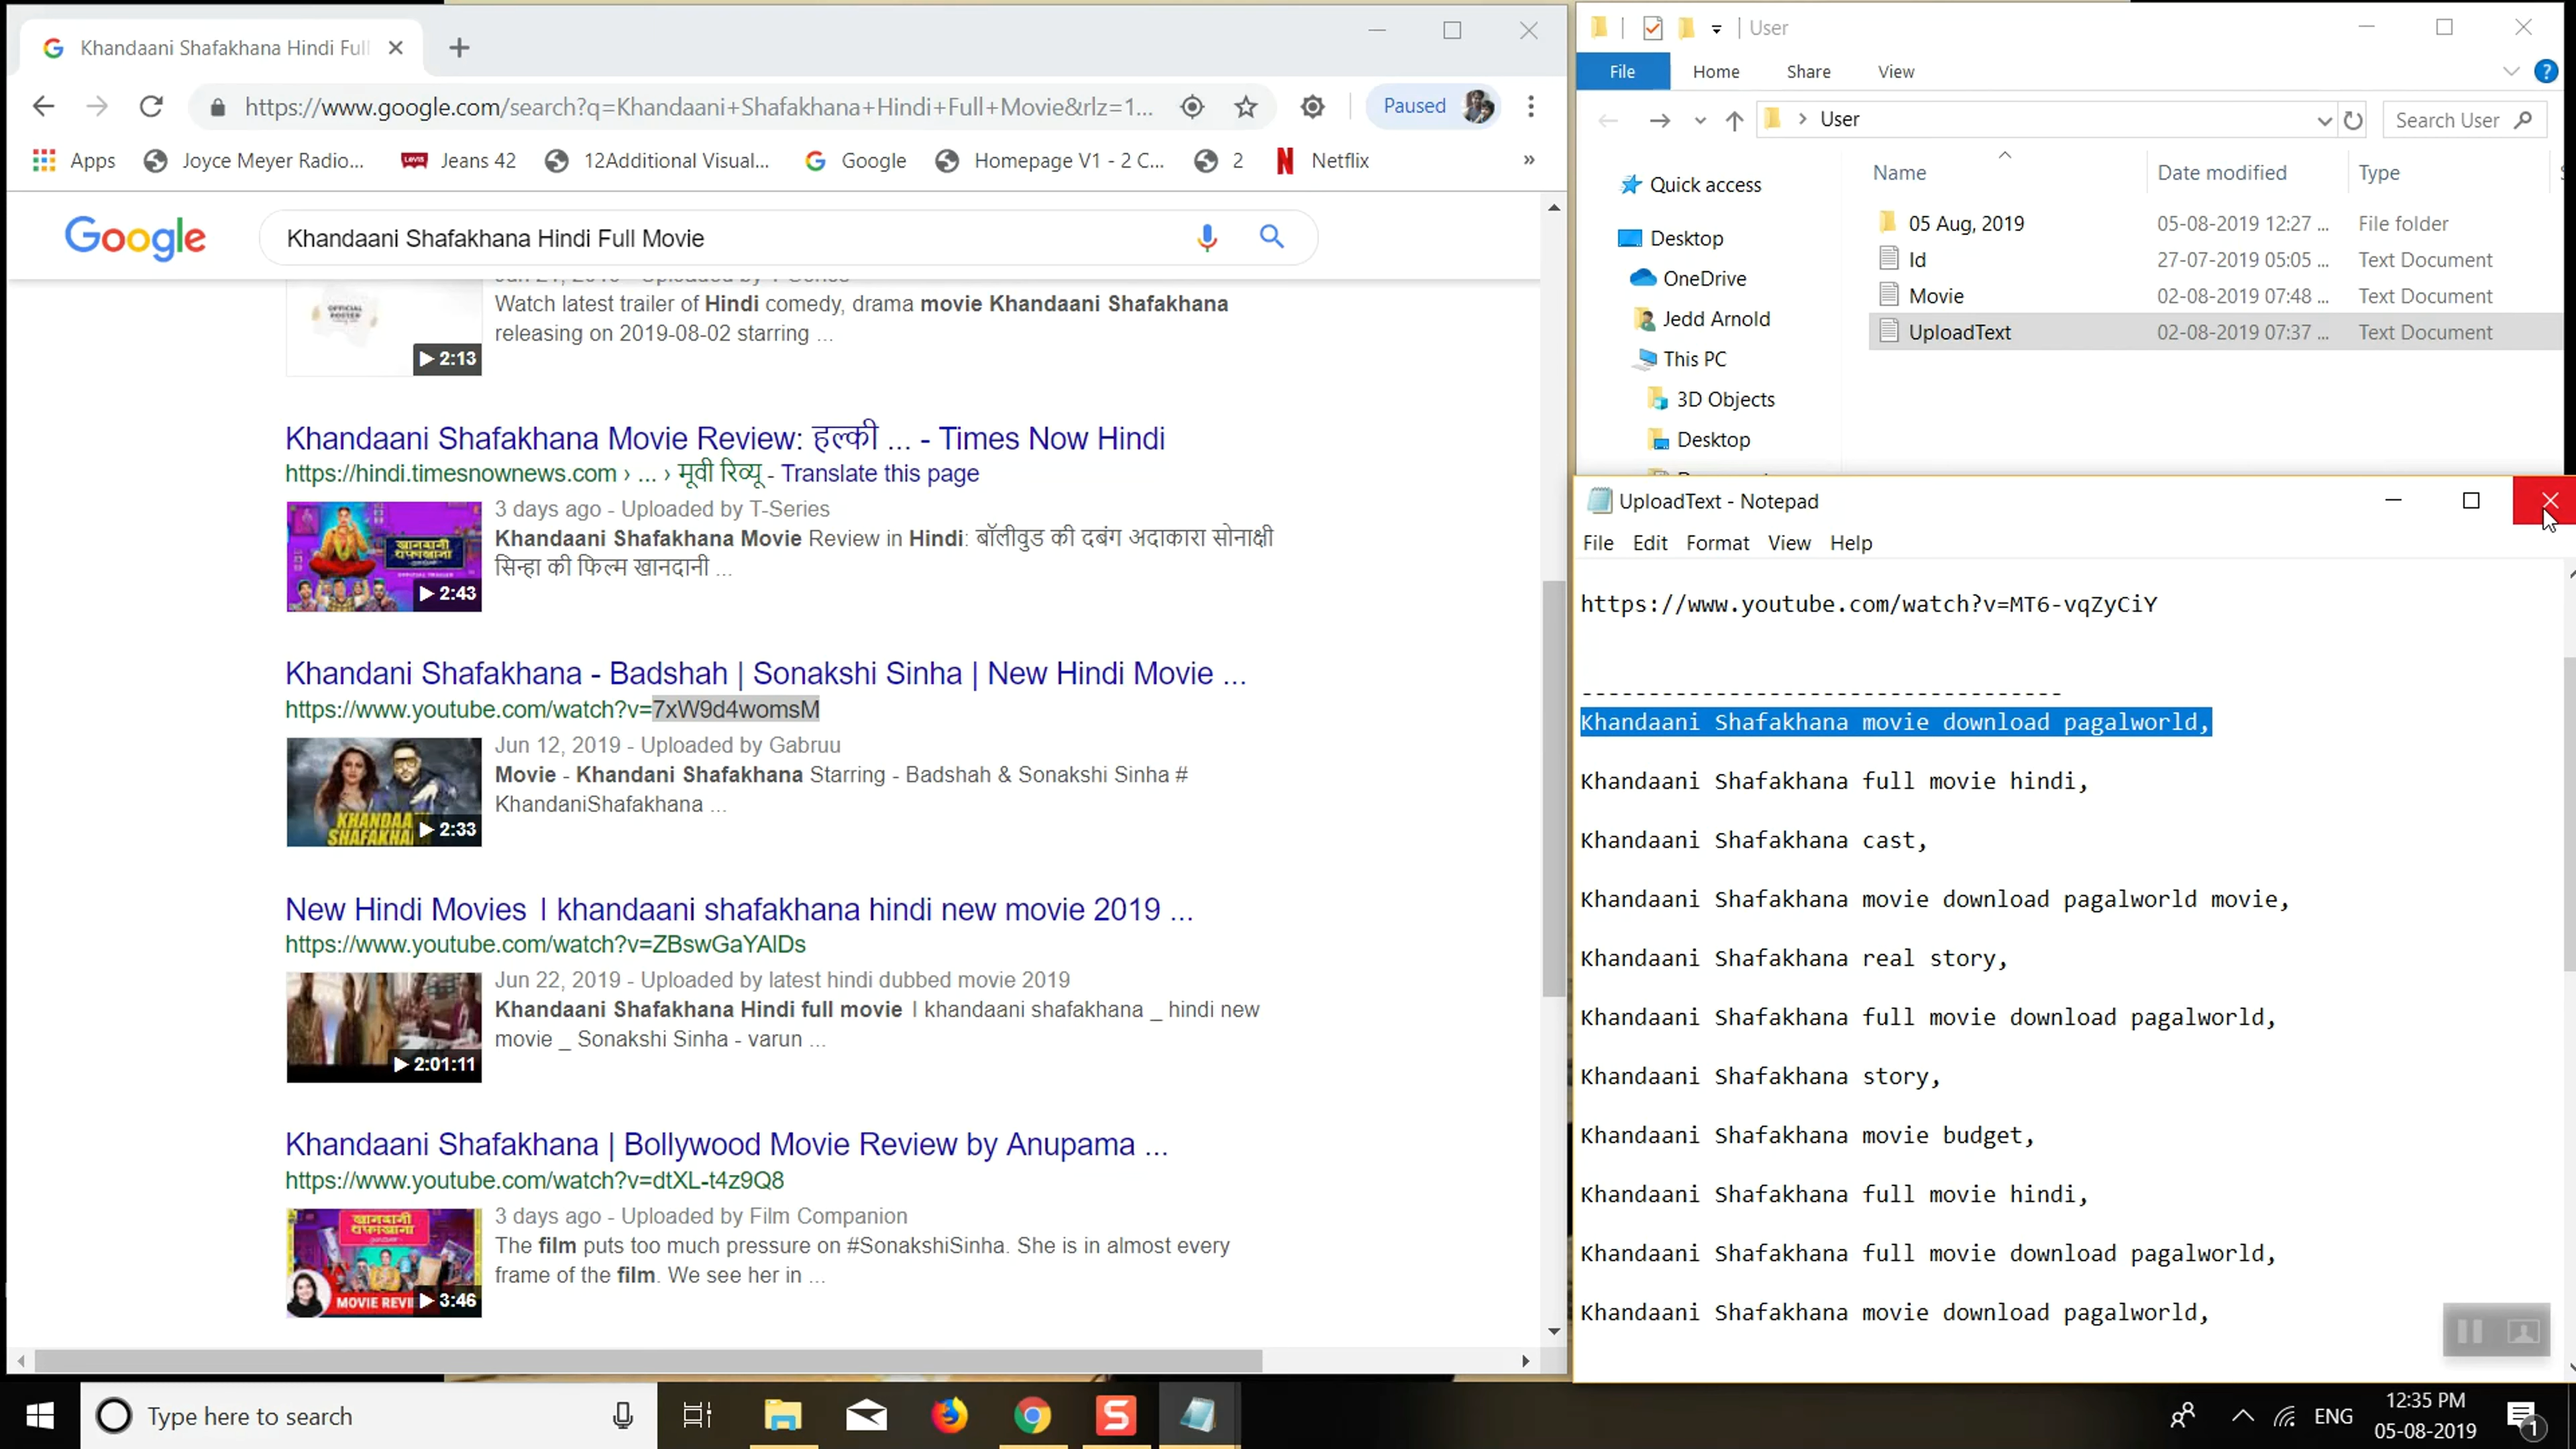 Khandaani Shafakhana Hindi Full
https://www.google.com/search?q=Khandaani+Shafakhana+Hindi+Full+Movie&rlz=1...
Paused
Apps
Joyce Meyer Radio...
Levi's
Jeans 42
12Additional Visual...
Google
Homepage V1 - 2 C...
2
Netflix
»
Google
Khandaani Shafakhana Hindi Full Movie
OFFICIAL
Watch latest trailer of Hindi comedy, drama movie Khandaani Shafakhana
releasing on 2019-08-02 starring ...
2:13
Khandaani Shafakhana Movie Review: हल्की ... - Times Now Hindi
https://hindi.timesnownews.com › ... › मूवी रिव्यू - Translate this page
3 days ago - Uploaded by T-Series
Khandaani Shafakhana Movie Review in Hindi: बॉलीवुड की दबंग अदाकारा सोनाक्षी
सिन्हा की फिल्म खानदानी ...
2:43
Khandani Shafakhana - Badshah | Sonakshi Sinha | New Hindi Movie ...
https://www.youtube.com/watch?v=7xW9d4womsM
Jun 12, 2019 - Uploaded by Gabruu
Movie - Khandani Shafakhana Starring - Badshah & Sonakshi Sinha #
KhandaniShafakhana ...
2:33
New Hindi Movies । khandaani shafakhana hindi new movie 2019 ...
https://www.youtube.com/watch?v=ZBswGaYAlDs
Jun 22, 2019 - Uploaded by latest hindi dubbed movie 2019
Khandaani Shafakhana Hindi full movie । khandaani shafakhana _ hindi new
movie _ Sonakshi Sinha - varun ...
2:01:11
Khandaani Shafakhana | Bollywood Movie Review by Anupama ...
https://www.youtube.com/watch?v=dtXL-t4z9Q8
3 days ago - Uploaded by Film Companion
The film puts too much pressure on #SonakshiSinha. She is in almost every
frame of the film. We see her in ...
MOVIE REVI
3:46
User
File Home Share View
User
Search User
Name Date modified Type
Quick access
Desktop
OneDrive
Jedd Arnold
This PC
3D Objects
Desktop
05 Aug, 2019 05-08-2019 12:27 ... File folder
Id 27-07-2019 05:05 ... Text Document
Movie 02-08-2019 07:48 ... Text Document
UploadText 02-08-2019 07:37 ... Text Document
UploadText - Notepad
File Edit Format View Help
https://www.youtube.com/watch?v=MT6-vqZyCiY
------------------------------------
Khandaani Shafakhana movie download pagalworld,
Khandaani Shafakhana full movie hindi,
Khandaani Shafakhana cast,
Khandaani Shafakhana movie download pagalworld movie,
Khandaani Shafakhana real story,
Khandaani Shafakhana full movie download pagalworld,
Khandaani Shafakhana story,
Khandaani Shafakhana movie budget,
Khandaani Shafakhana full movie hindi,
Khandaani Shafakhana full movie download pagalworld,
Khandaani Shafakhana movie download pagalworld,
Type here to search
ENG
12:35 PM
05-08-2019
1